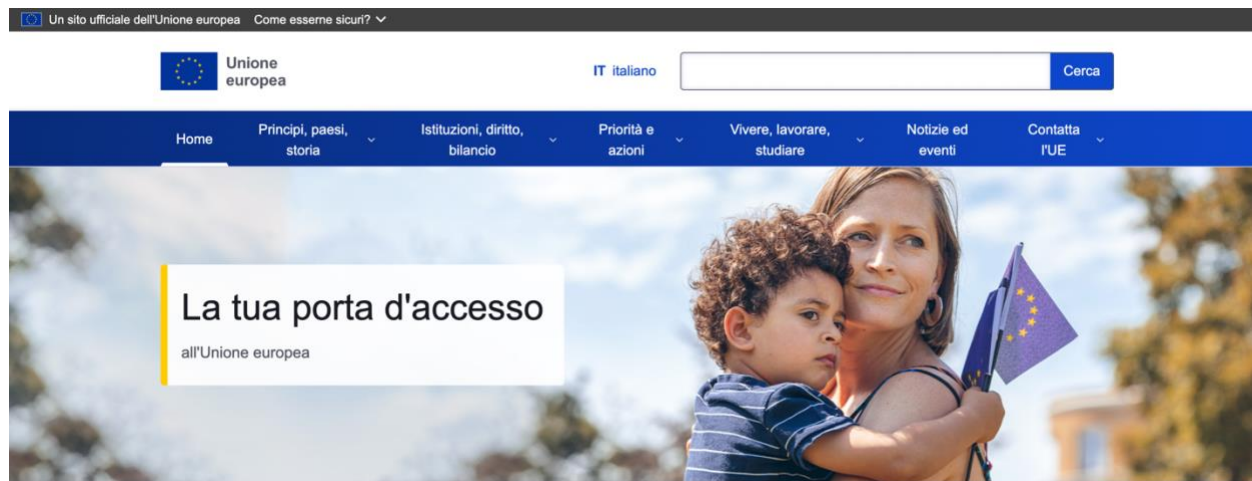 Un sito ufficiale dell'Unione europea Come esserne sicuri?
Unione
europea
IT italiano
Cerca
Home
Principi, paesi,
storia
Istituzioni, diritto,
bilancio
Priorità e
azioni
Vivere, lavorare,
studiare
Notizie ed
eventi
Contatta
l'UE
La tua porta d'accesso
all'Unione europea